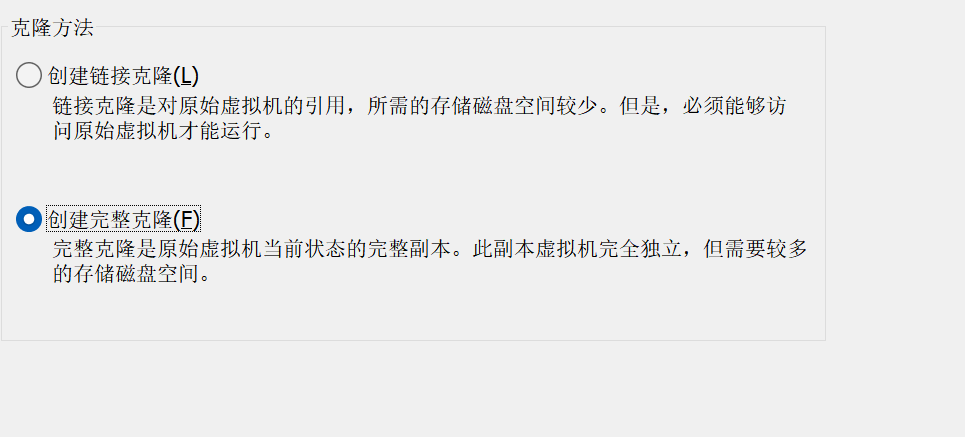 克隆方法
创建链接克隆(L)
链接克隆是对原始虚拟机的引用，所需的存储磁盘空间较少。但是，必须能够访
问原始虚拟机才能运行。
创建完整克隆(F)
完整克隆是原始虚拟机当前状态的完整副本。此副本虚拟机完全独立，但需要较多
的存储磁盘空间。